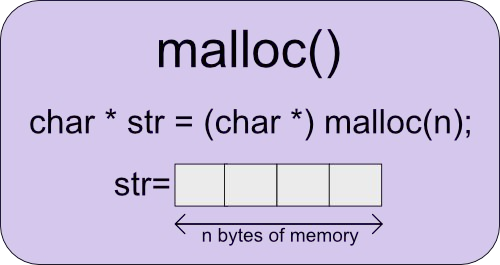 malloc()
char * str = (char *) malloc(n);
str=
n bytes of memory